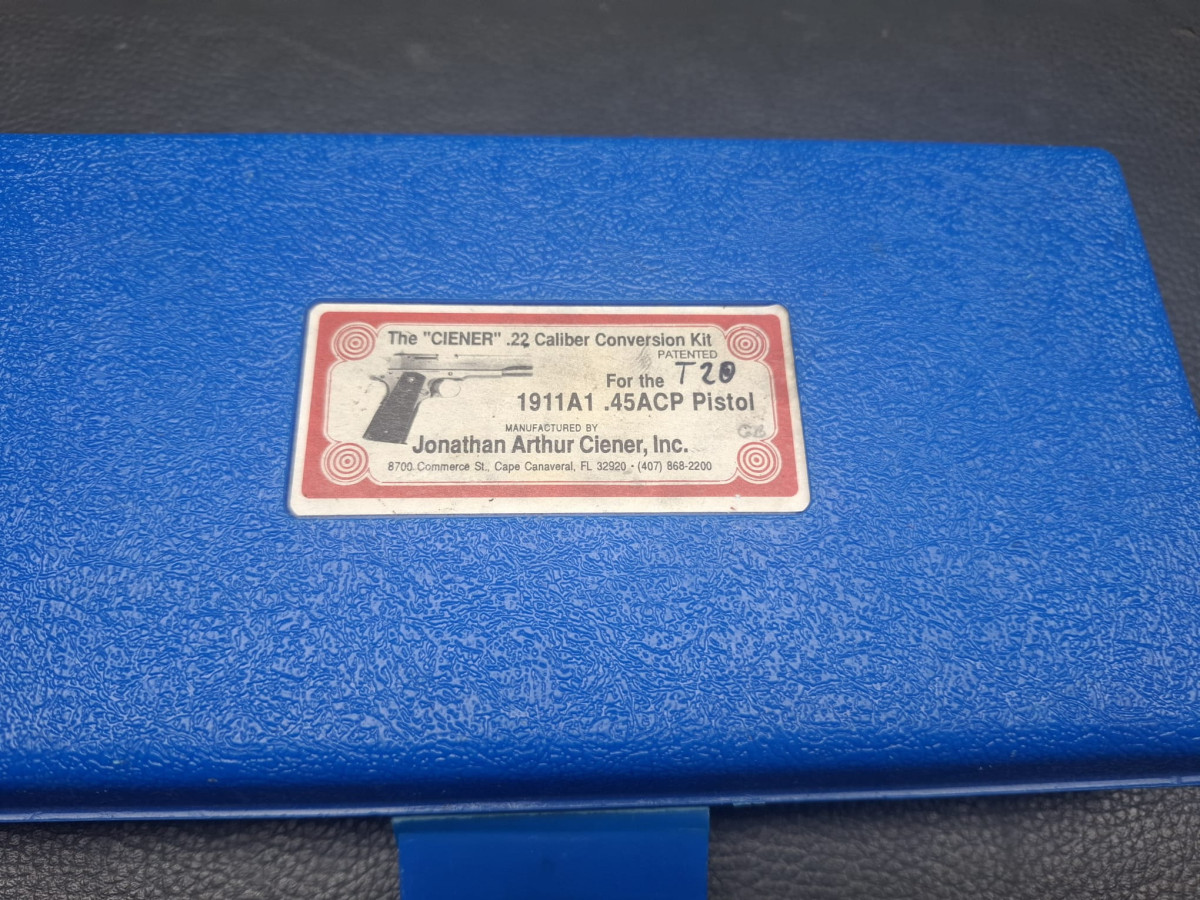 The "CIENER" .22 Caliber Conversion Kit
PATENTED
For the T20
1911A1 .45ACP Pistol
GB
MANUFACTURED BY
Jonathan Arthur Ciener, Inc.
8700 Commerce St., Cape Canaveral, FL 32920 · (407) 868-2200